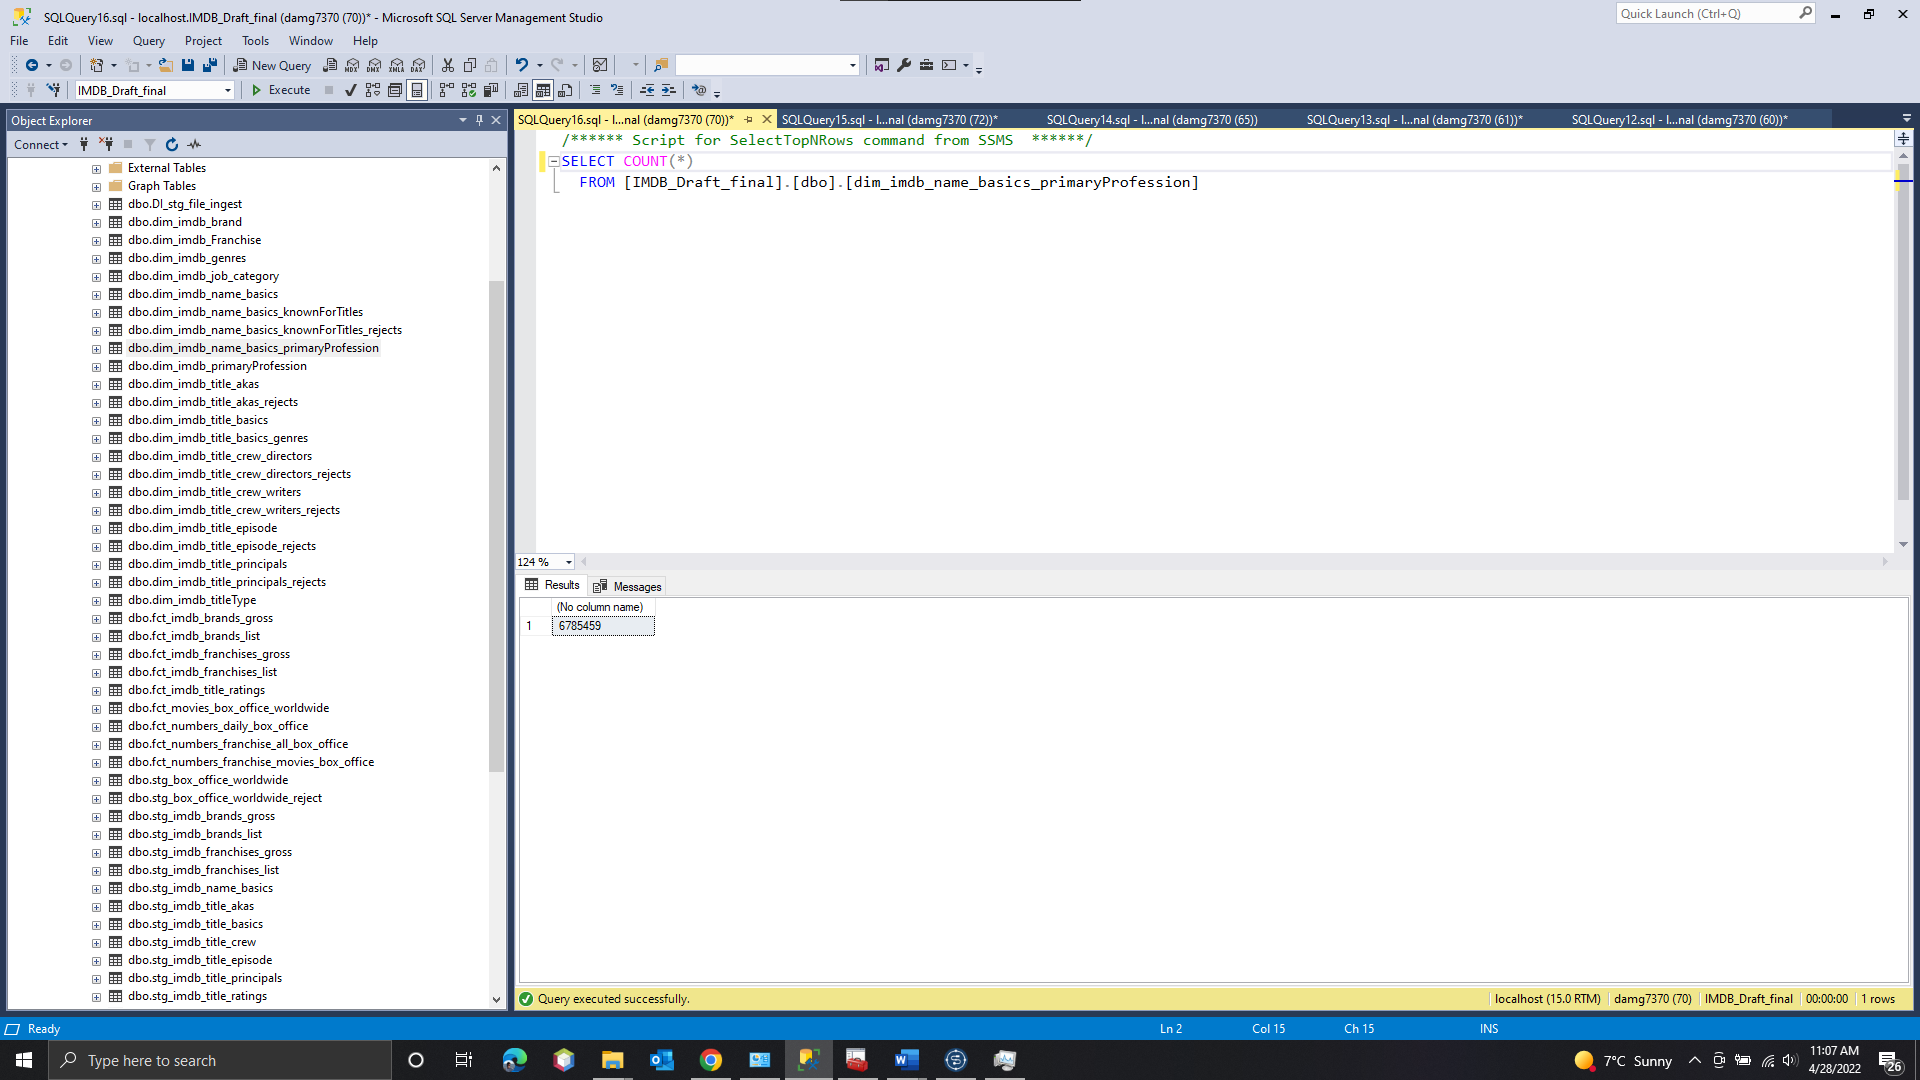 SQLQuery16.sql - localhost.IMDB_Draft_final (damg7370 (70))* - Microsoft SQL Server Management Studio
Quick Launch (Ctrl+Q)
File Edit View Query Project Tools Window Help
New Query
MDX DMX XMLA DAX
IMDB_Draft_final
Execute
Object Explorer
SQLQuery16.sql - l...nal (damg7370 (70))*
SQLQuery15.sql - l...nal (damg7370 (72))*
SQLQuery14.sql - l...nal (damg7370 (65))
SQLQuery13.sql - l...nal (damg7370 (61))*
SQLQuery12.sql - l...nal (damg7370 (60))*
Connect
External Tables
Graph Tables
dbo.DI_stg_file_ingest
dbo.dim_imdb_brand
dbo.dim_imdb_Franchise
dbo.dim_imdb_genres
dbo.dim_imdb_job_category
dbo.dim_imdb_name_basics
dbo.dim_imdb_name_basics_knownForTitles
dbo.dim_imdb_name_basics_knownForTitles_rejects
dbo.dim_imdb_name_basics_primaryProfession
dbo.dim_imdb_primaryProfession
dbo.dim_imdb_title_akas
dbo.dim_imdb_title_akas_rejects
dbo.dim_imdb_title_basics
dbo.dim_imdb_title_basics_genres
dbo.dim_imdb_title_crew_directors
dbo.dim_imdb_title_crew_directors_rejects
dbo.dim_imdb_title_crew_writers
dbo.dim_imdb_title_crew_writers_rejects
dbo.dim_imdb_title_episode
dbo.dim_imdb_title_episode_rejects
dbo.dim_imdb_title_principals
dbo.dim_imdb_title_principals_rejects
dbo.dim_imdb_titleType
dbo.fct_imdb_brands_gross
dbo.fct_imdb_brands_list
dbo.fct_imdb_franchises_gross
dbo.fct_imdb_franchises_list
dbo.fct_imdb_title_ratings
dbo.fct_movies_box_office_worldwide
dbo.fct_numbers_daily_box_office
dbo.fct_numbers_franchise_all_box_office
dbo.fct_numbers_franchise_movies_box_office
dbo.stg_box_office_worldwide
dbo.stg_box_office_worldwide_reject
dbo.stg_imdb_brands_gross
dbo.stg_imdb_brands_list
dbo.stg_imdb_franchises_gross
dbo.stg_imdb_franchises_list
dbo.stg_imdb_name_basics
dbo.stg_imdb_title_akas
dbo.stg_imdb_title_basics
dbo.stg_imdb_title_crew
dbo.stg_imdb_title_episode
dbo.stg_imdb_title_principals
dbo.stg_imdb_title_ratings
/****** Script for SelectTopNRows command from SSMS ******/
SELECT COUNT(*)
FROM [IMDB_Draft_final].[dbo].[dim_imdb_name_basics_primaryProfession]
124 %
Results Messages
(No column name)
1 6785459
Query executed successfully.
localhost (15.0 RTM) damg7370 (70) IMDB_Draft_final 00:00:00 1 rows
Ready
Ln 2 Col 15 Ch 15 INS
Type here to search
7°C Sunny
11:07 AM
4/28/2022
26